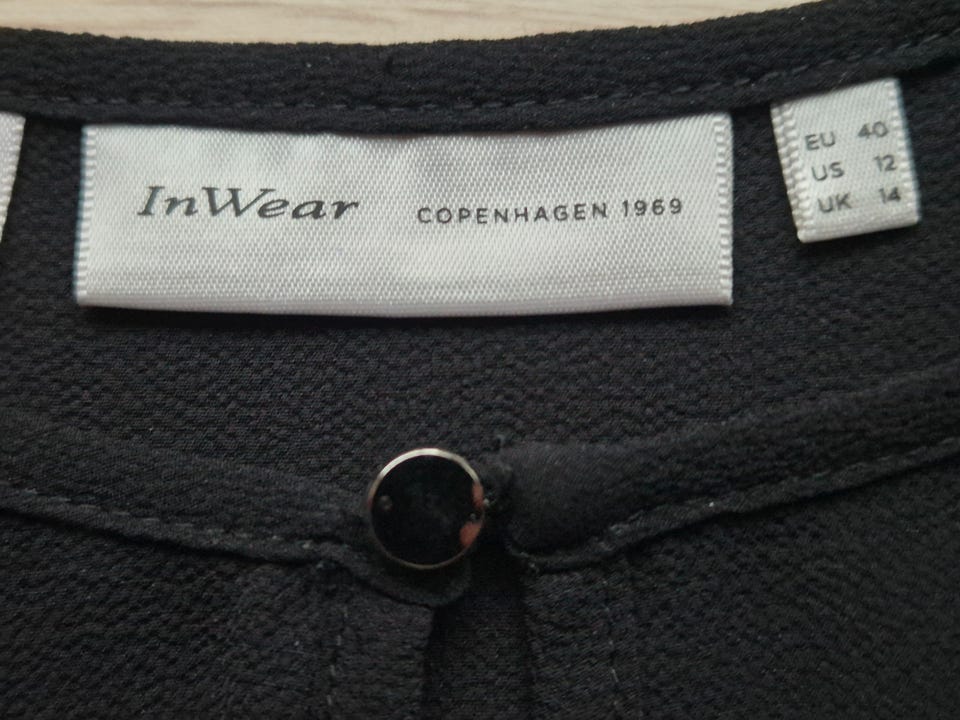 InWear COPENHAGEN 1969
EU 40
US 12
UK 14